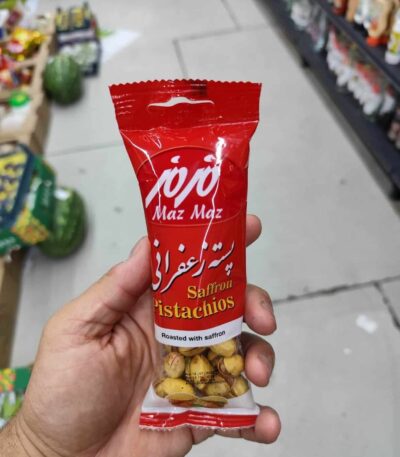 مزمز
Maz Maz
پسته زعفرانی
Saffron
Pistachios
Roasted with saffron